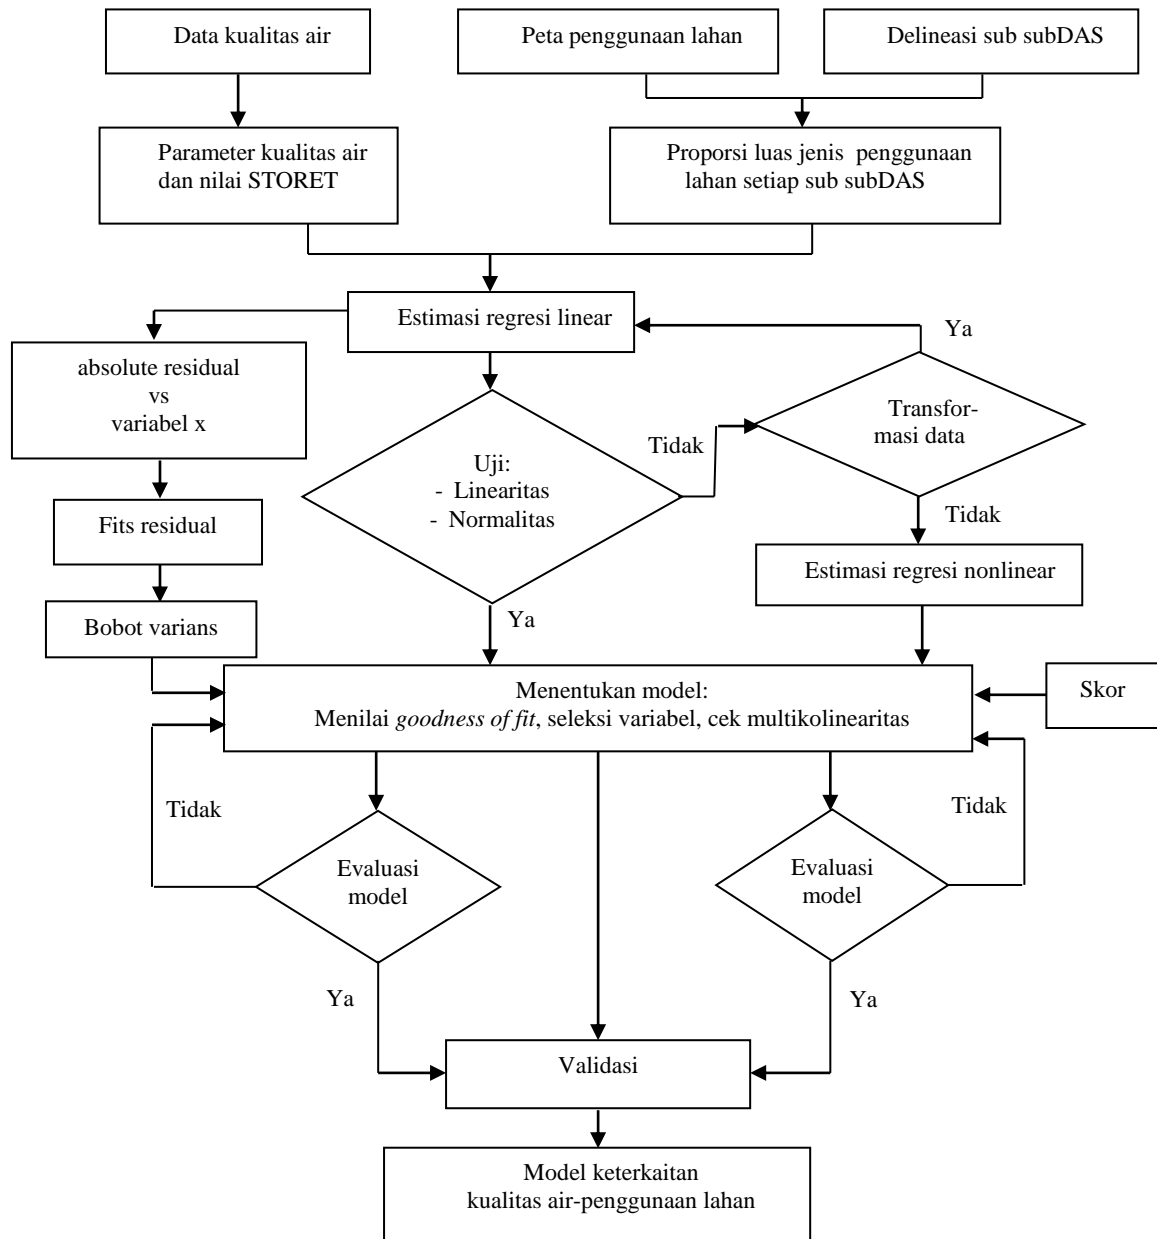 Data kualitas air
Peta penggunaan lahan
Delineasi sub subDAS
Parameter kualitas air
dan nilai STORET
Proporsi luas jenis penggunaan
lahan setiap sub subDAS
Estimasi regresi linear
Ya
absolute residual
vs
variabel x
Transfor-
masi data
Tidak
Uji:
- Linearitas
- Normalitas
Fits residual
Tidak
Estimasi regresi nonlinear
Bobot varians
Ya
Menentukan model:
Menilai goodness of fit, seleksi variabel, cek multikolinearitas
Skor
Tidak
Tidak
Evaluasi
model
Evaluasi
model
Ya
Ya
Validasi
Model keterkaitan
kualitas air-penggunaan lahan